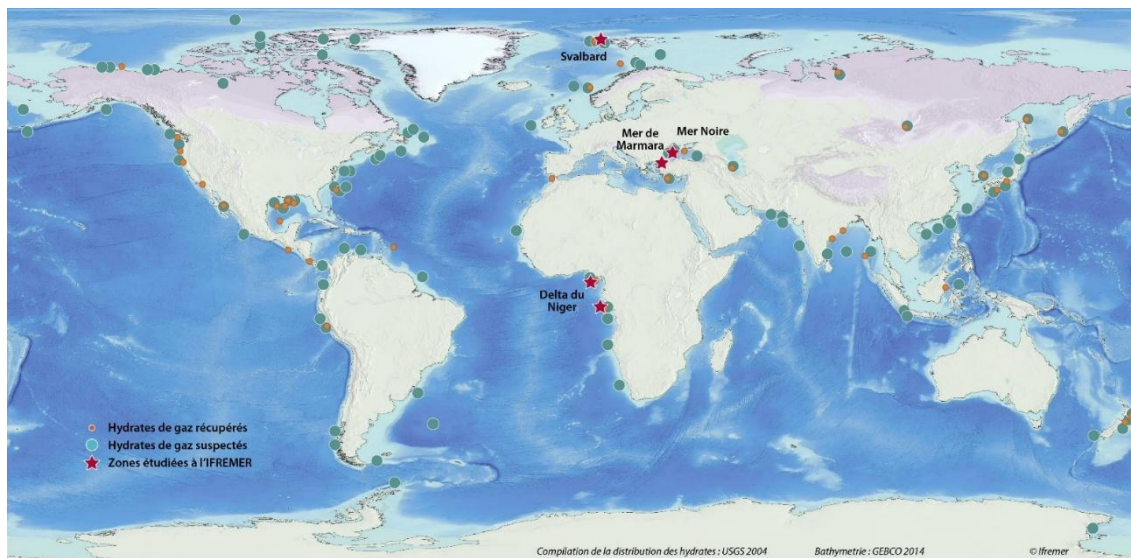 Svalbard
Mer de
Marmara
Mer Noire
Delta du
Niger
Hydrates de gaz récupérés
Hydrates de gaz suspectés
Zones étudiées à l'IFREMER
Compilation de la distribution des hydrates : USGS 2004
Bathymetrie : GEBCO 2014
© Ifremer